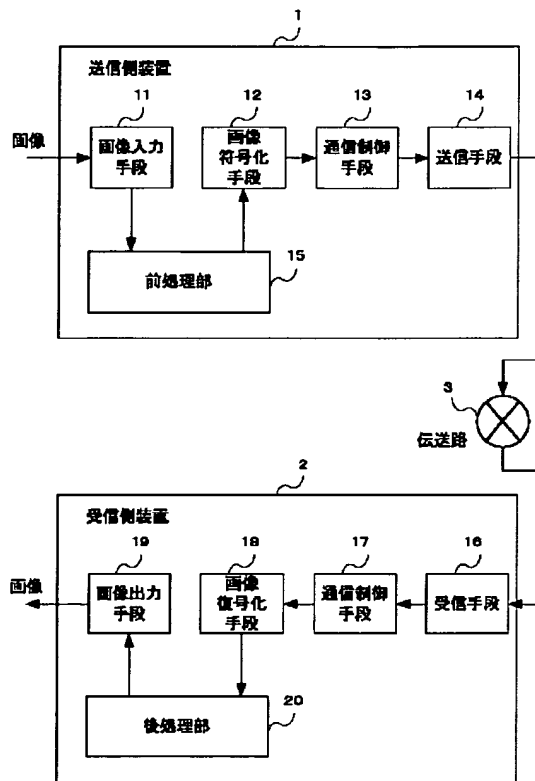 1
送信側装置
11
12
13
14
画像
画像入力
手段
画像
符号化
手段
通信制御
手段
送信手段
15
前処理部
3
伝送路
2
受信側装置
19
18
17
16
画像
画像出力
手段
画像
復号化
手段
通信制御
手段
受信手段
20
後処理部